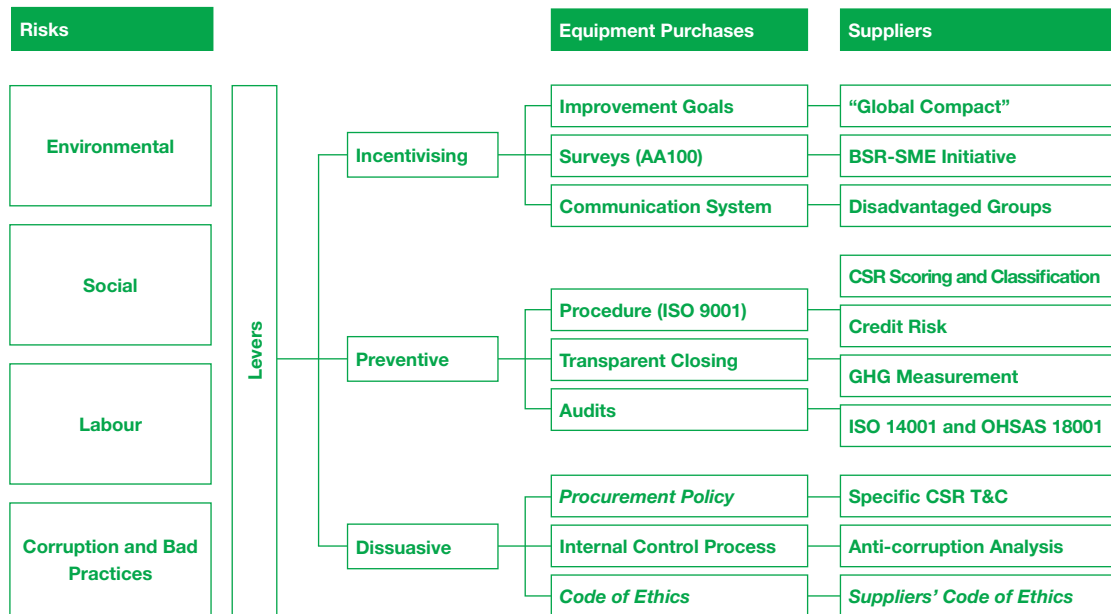 Risks
Equipment Purchases
Suppliers
Environmental
Social
Labour
Corruption and Bad
Practices
Levers
Incentivising
Improvement Goals
“Global Compact”
Surveys (AA100)
BSR-SME Initiative
Communication System
Disadvantaged Groups
Preventive
Procedure (ISO 9001)
CSR Scoring and Classification
Credit Risk
Transparent Closing
GHG Measurement
Audits
ISO 14001 and OHSAS 18001
Dissuasive
Procurement Policy
Specific CSR T&C
Internal Control Process
Anti-corruption Analysis
Code of Ethics
Suppliers’ Code of Ethics